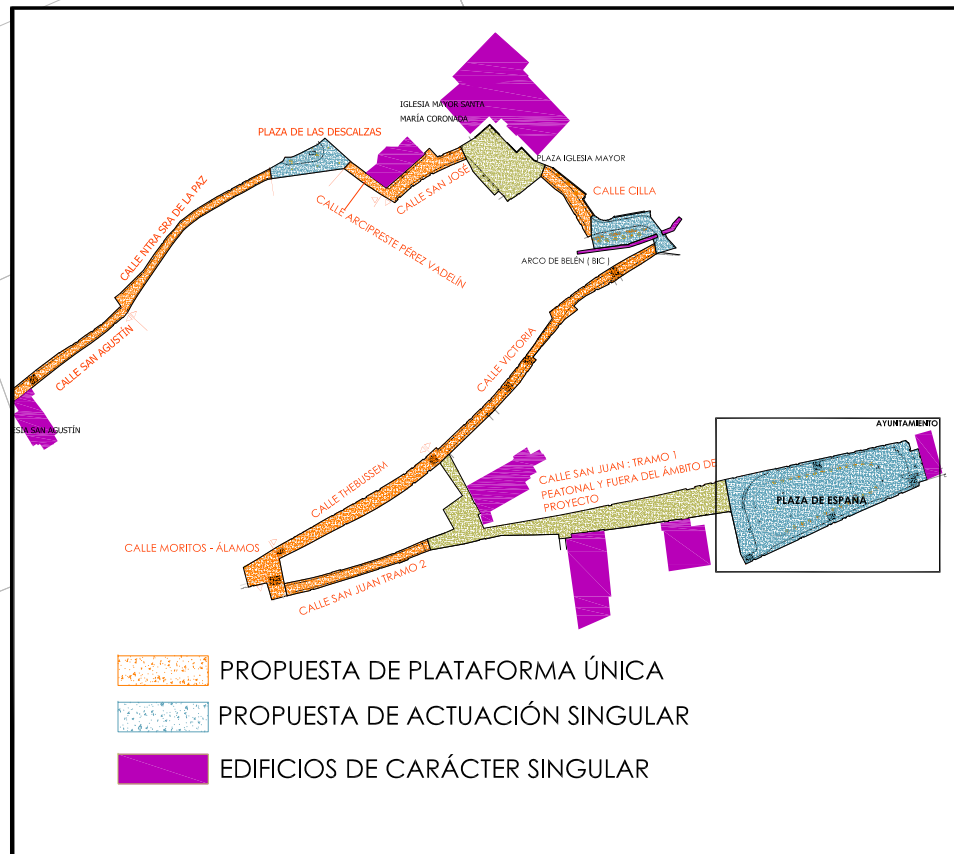 IGLESIA MAYOR SANTA
MARÍA CORONADA
PLAZA DE LAS DESCALZAS
PLAZA IGLESIA MAYOR
CALLE SAN JOSÉ
CALLE CILLA
CALLE ARCIPRESTE PÉREZ VADELÍN
CALLE NTRA SRA DE LA PAZ
ARCO DE BELÉN ( BIC )
CALLE SAN AGUSTÍN
CALLE VICTORIA
ESIA SAN AGUSTÍN
AYUNTAMIENTO
CALLE SAN JUAN : TRAMO 1
PEATONAL Y FUERA DEL ÁMBITO DE
PROYECTO
CALLE THEBUSSEM
PLAZA DE ESPAÑA
CALLE MORITOS - ÁLAMOS
CALLE SAN JUAN TRAMO 2
PROPUESTA DE PLATAFORMA ÚNICA
PROPUESTA DE ACTUACIÓN SINGULAR
EDIFICIOS DE CARÁCTER SINGULAR